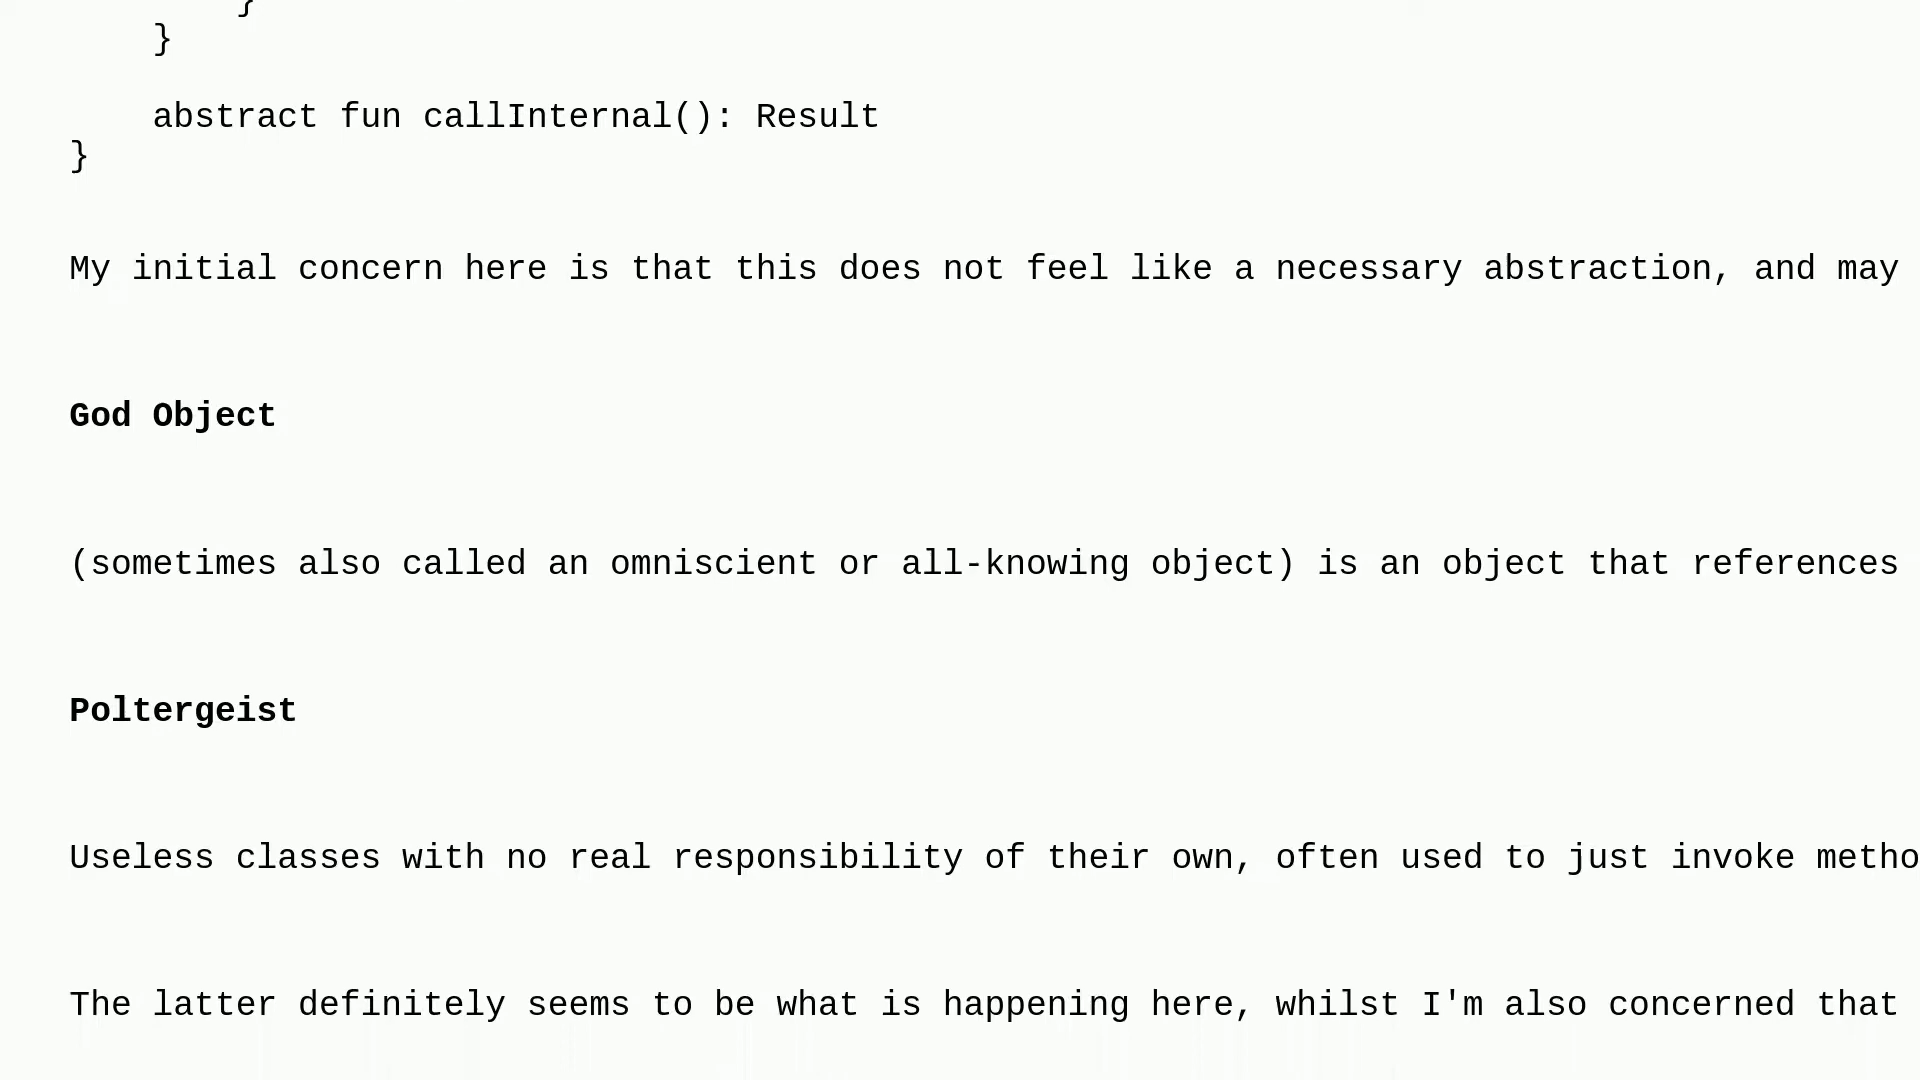 }
}
abstract fun callInternal(): Result
}
My initial concern here is that this does not feel like a necessary abstraction, and may
God Object
(sometimes also called an omniscient or all-knowing object) is an object that references
Poltergeist
Useless classes with no real responsibility of their own, often used to just invoke metho
The latter definitely seems to be what is happening here, whilst I'm also concerned that